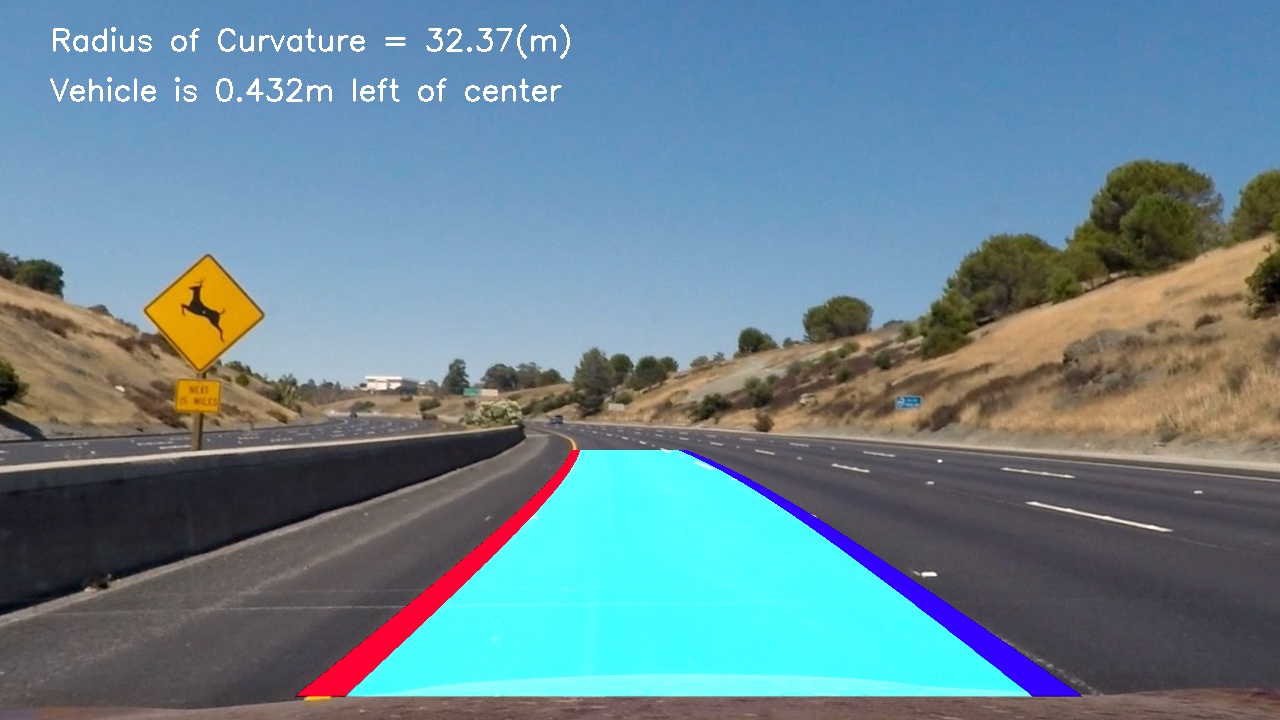 Radius of Curvature = 32.37(m)
Vehicle is 0.432m left of center
NEXT
15 MILES